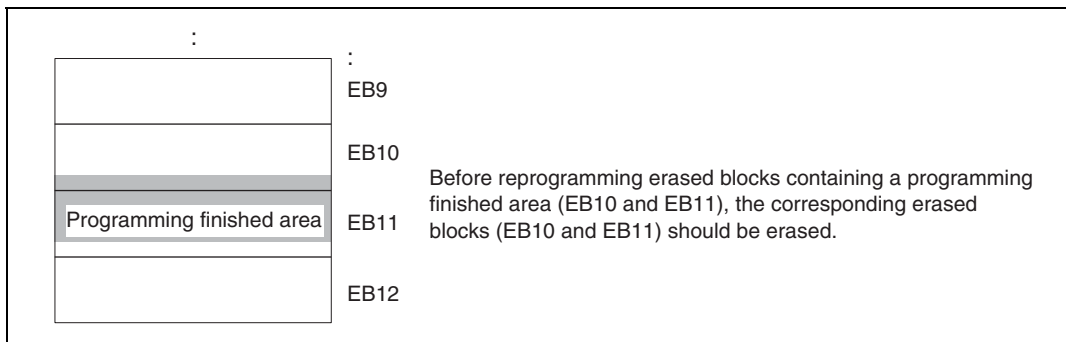 :
:
EB9
EB10
Before reprogramming erased blocks containing a programming
finished area (EB10 and EB11), the corresponding erased
blocks (EB10 and EB11) should be erased.
Programming finished area
EB11
EB12